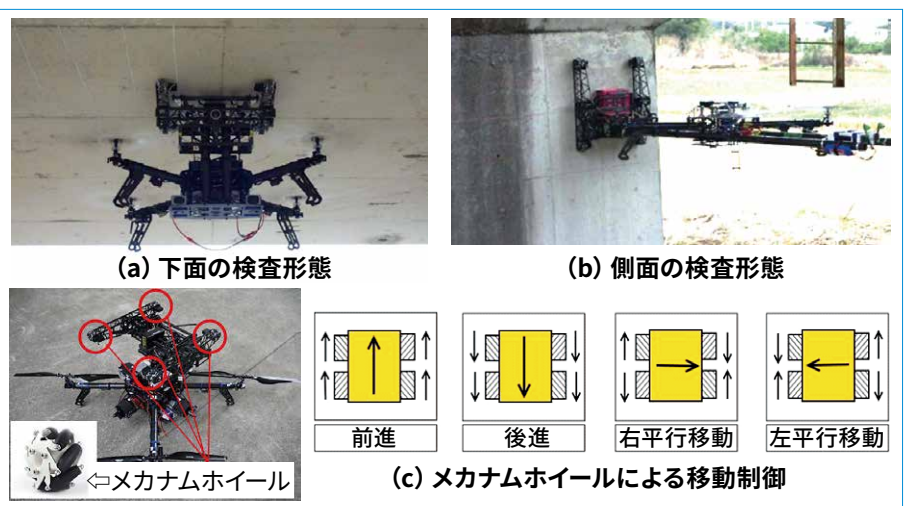 (a) 下面の検査形態
(b) 側面の検査形態
⇦メカナムホイール
前進
後進
右平行移動
左平行移動
(c) メカナムホイールによる移動制御